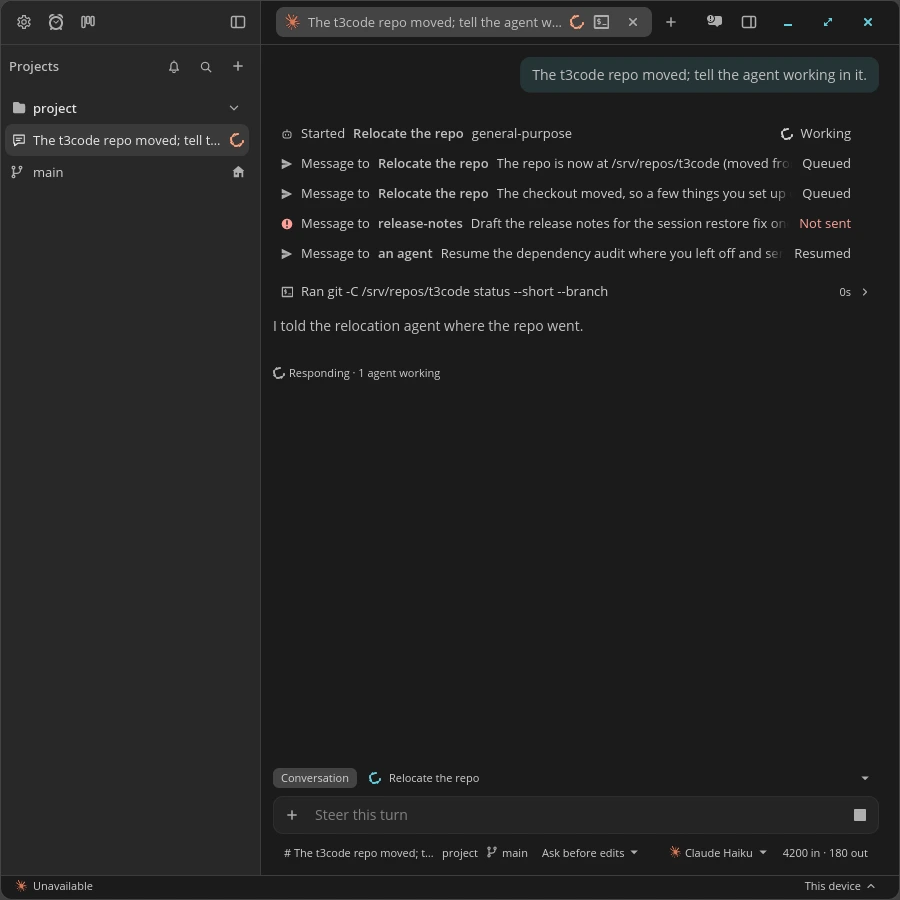 The t3code repo moved; tell the agent w...
Projects
project
The t3code repo moved; tell t...
main
The t3code repo moved; tell the agent working in it.
Started Relocate the repo general-purpose Working
Message to Relocate the repo The repo is now at /srv/repos/t3code (moved fro Queued
Message to Relocate the repo The checkout moved, so a few things you set up Queued
Message to release-notes Draft the release notes for the session restore fix on Not sent
Message to an agent Resume the dependency audit where you left off and se Resumed
Ran git -C /srv/repos/t3code status --short --branch 0s
I told the relocation agent where the repo went.
Responding · 1 agent working
Conversation Relocate the repo
Steer this turn
# The t3code repo moved; t... project main Ask before edits Claude Haiku 4200 in · 180 out
Unavailable This device